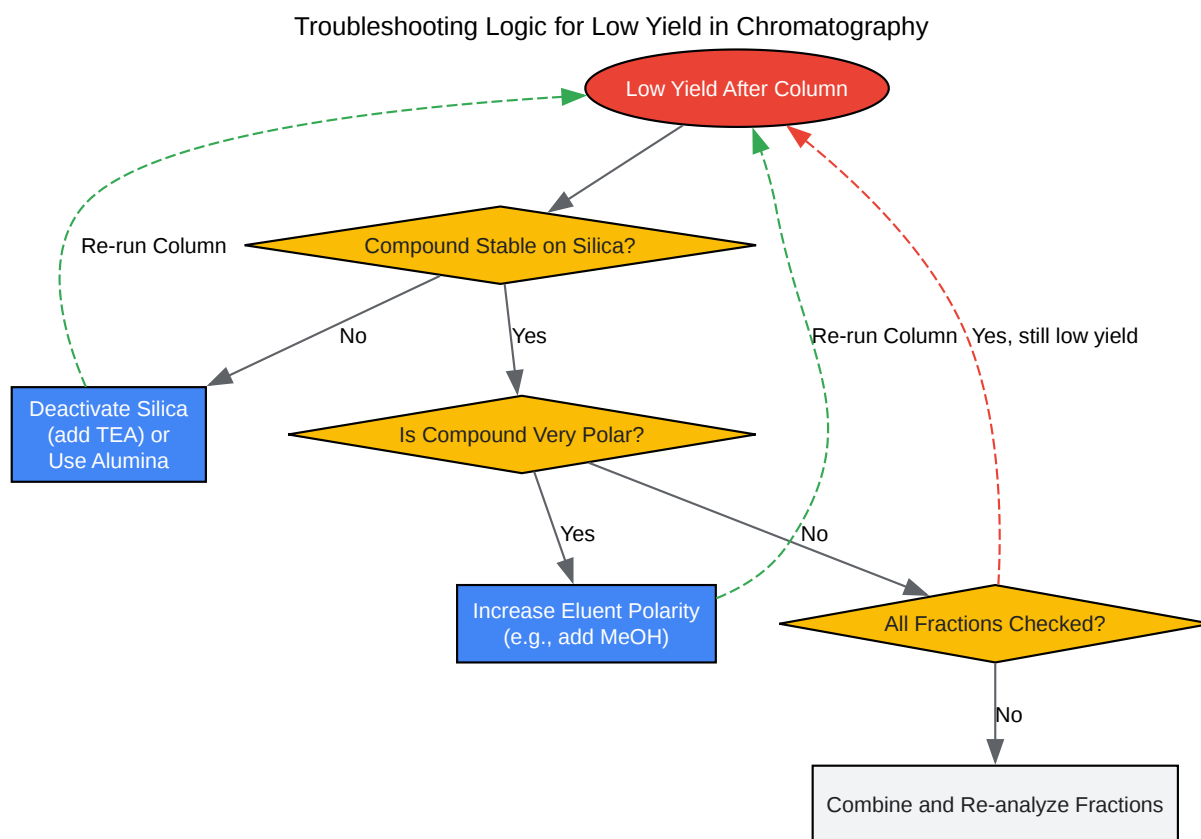 Troubleshooting Logic for Low Yield in Chromatography
Low Yield After Column
Re-run Column
Compound Stable on Silica?
No
Yes
Re-run Column
Yes, still low yield
Deactivate Silica
(add TEA) or
Use Alumina
Is Compound Very Polar?
Yes
No
Increase Eluent Polarity
(e.g., add MeOH)
All Fractions Checked?
No
Combine and Re-analyze Fractions